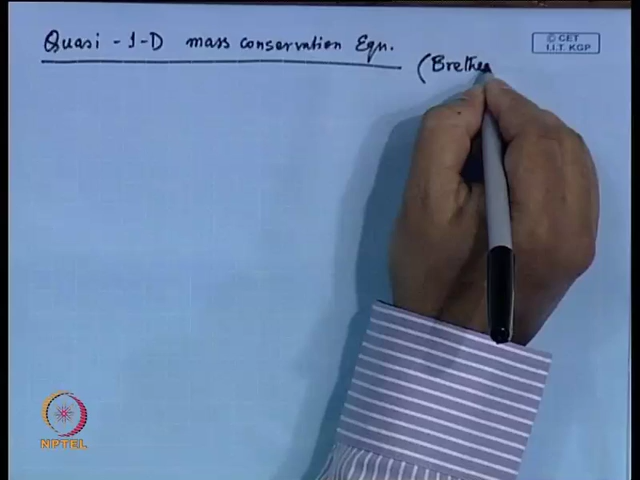 Quasi - 1-D mass conservation Eqn.
(Brethe
© CET
I.I.T. KGP
NPTEL